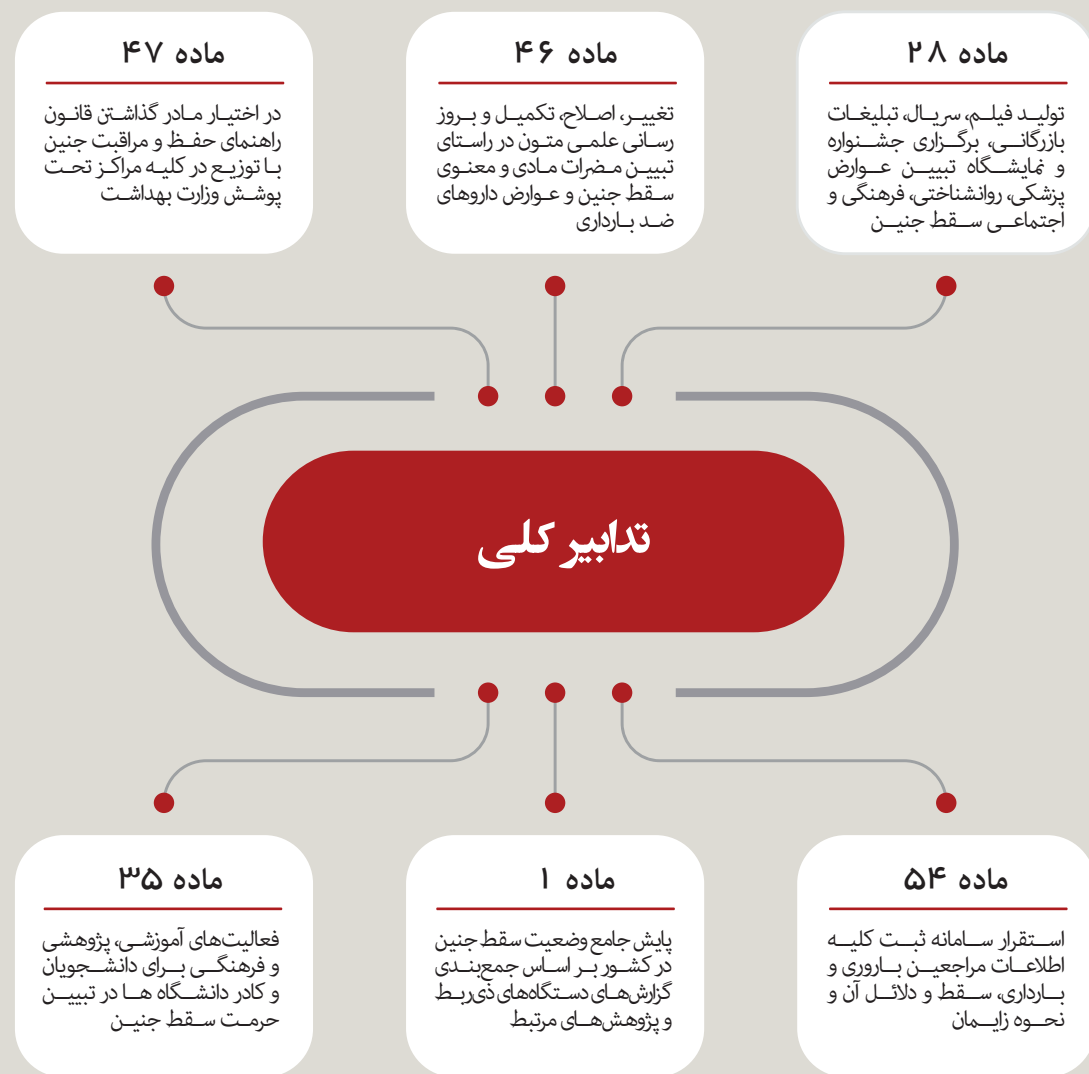 ماده ۲۸
تولید فیلم، سریال، تبلیغات
بازرگانی، برگزاری جشنواره
و نمایشگاه تبیین عوارض
پزشکی، روانشناختی، فرهنگی و
اجتماعی سقط جنین
ماده ۴۶
تغییر، اصلاح، تکمیل و بروز
رسانی علمی متون در راستای
تبیین مضرات مادی و معنوی
سقط جنین و عوارض داروهای
ضد بارداری
ماده ۴۷
در اختیار مادر گذاشتن قانون
راهنمای حفظ و مراقبت جنین
با توزیع در کلیه مراکز تحت
پوشش وزارت بهداشت
تدابیر کلی
ماده ۵۴
استقرار سامانه ثبت کلیه
اطلاعات مراجعین باروری و
بارداری، سقط و دلائل آن و
نحوه زایمان
ماده ۱
پایش جامع وضعیت سقط جنین
در کشور بر اساس جمع‌بندی
گزارش‌های دستگاه‌های ذی‌ربط
و پژوهش‌های مرتبط
ماده ۳۵
فعالیت‌های آموزشی، پژوهشی
و فرهنگی برای دانشجویان
و کادر دانشگاه ها در تبیین
حرمت سقط جنین